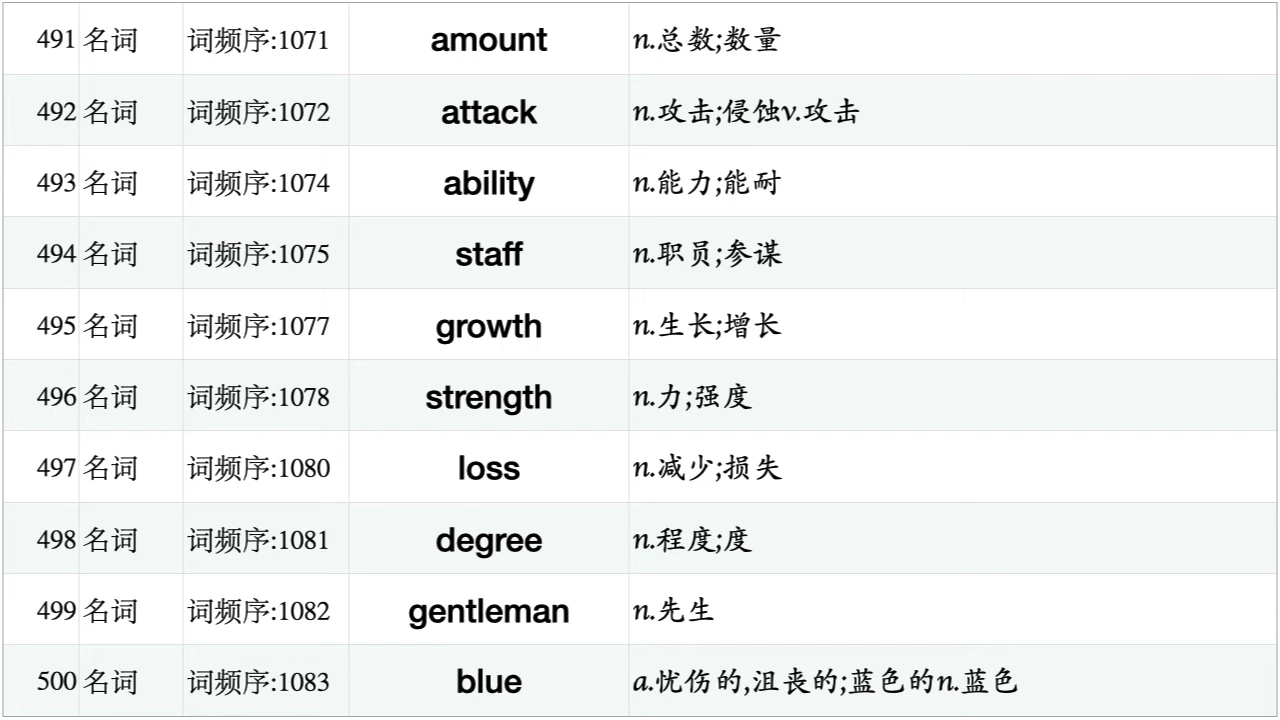 491 名词 词频序:1071 amount n.总数;数量
492 名词 词频序:1072 attack n.攻击;侵蚀v.攻击
493 名词 词频序:1074 ability n.能力;能耐
494 名词 词频序:1075 staff n.职员;参谋
495 名词 词频序:1077 growth n.生长;增长
496 名词 词频序:1078 strength n.力;强度
497 名词 词频序:1080 loss n.减少;损失
498 名词 词频序:1081 degree n.程度;度
499 名词 词频序:1082 gentleman n.先生
500 名词 词频序:1083 blue a.忧伤的,沮丧的;蓝色的n.蓝色